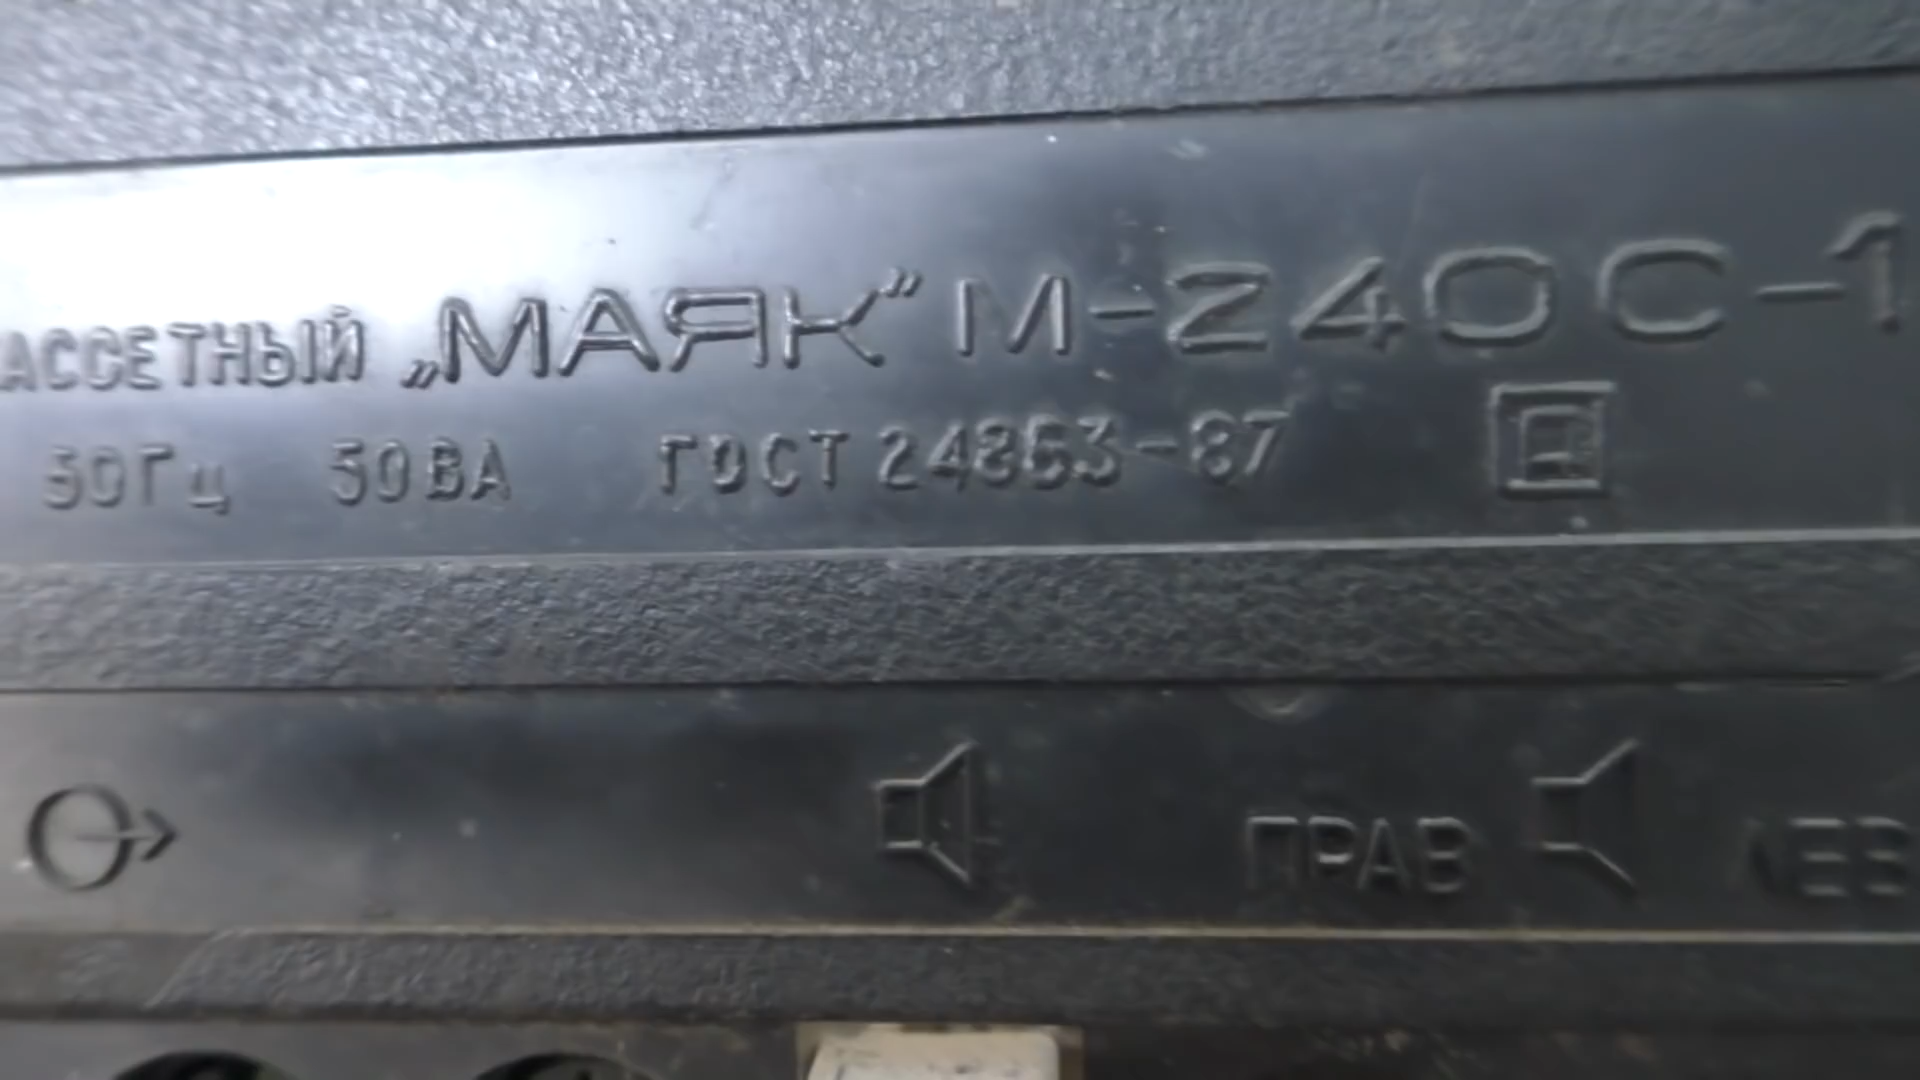 АССЕТНЫЙ „МАЯК” М-240С-1
50Гц 50ВА ГОСТ 24863-87
ПРАВ ЛЕВ